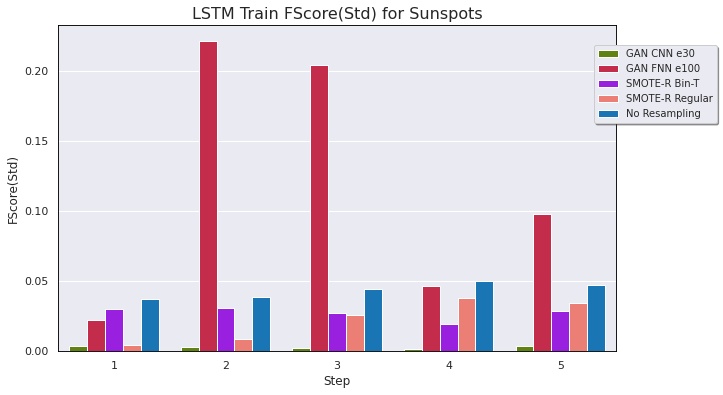 LSTM Train FScore(Std) for Sunspots
GAN CNN e30
GAN FNN e100
SMOTE-R Bin-T
SMOTE-R Regular
No Resampling
FScore(Std)
0.20
0.15
0.10
0.05
0.00
1 2 3 4 5
Step